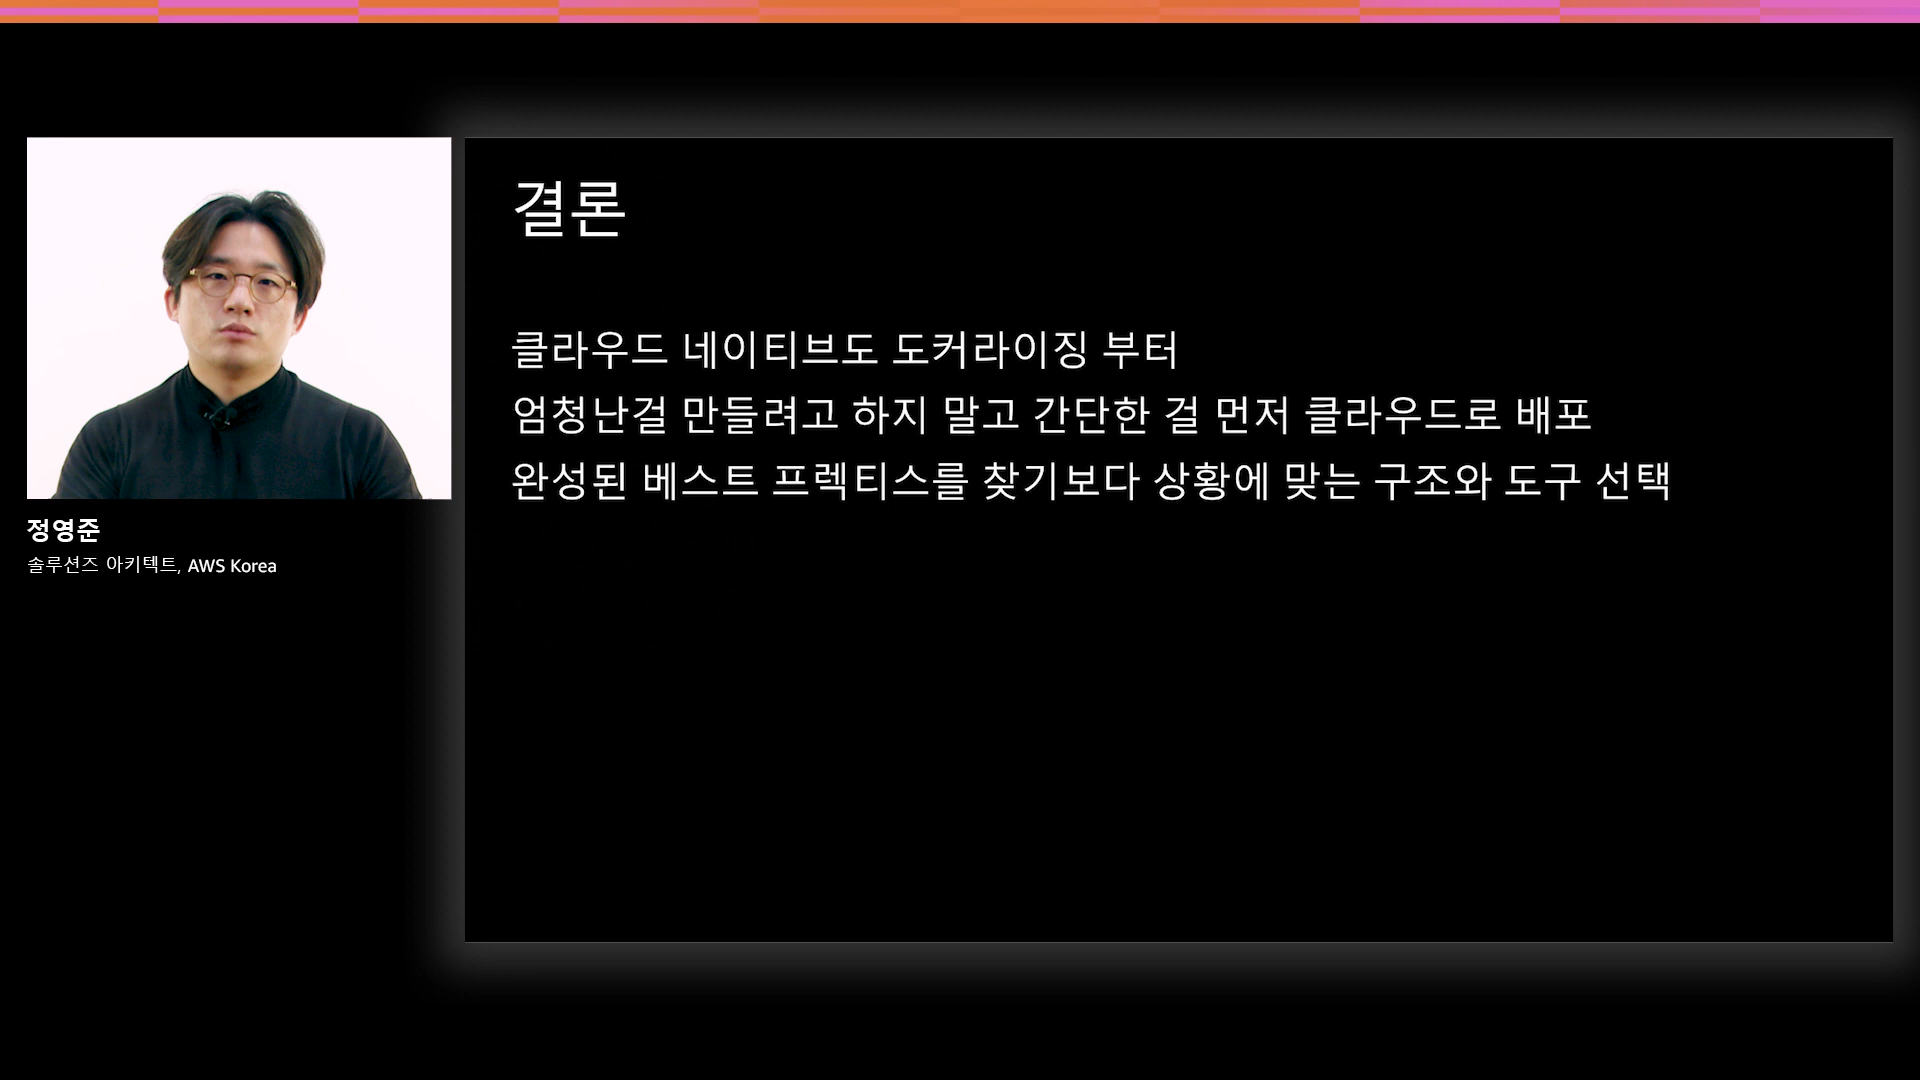 결론
클라우드 네이티브도 도커라이징 부터
엄청난걸 만들려고 하지 말고 간단한 걸 먼저 클라우드로 배포
완성된 베스트 프렉티스를 찾기보다 상황에 맞는 구조와 도구 선택
정영준
솔루션즈 아키텍트, AWS Korea